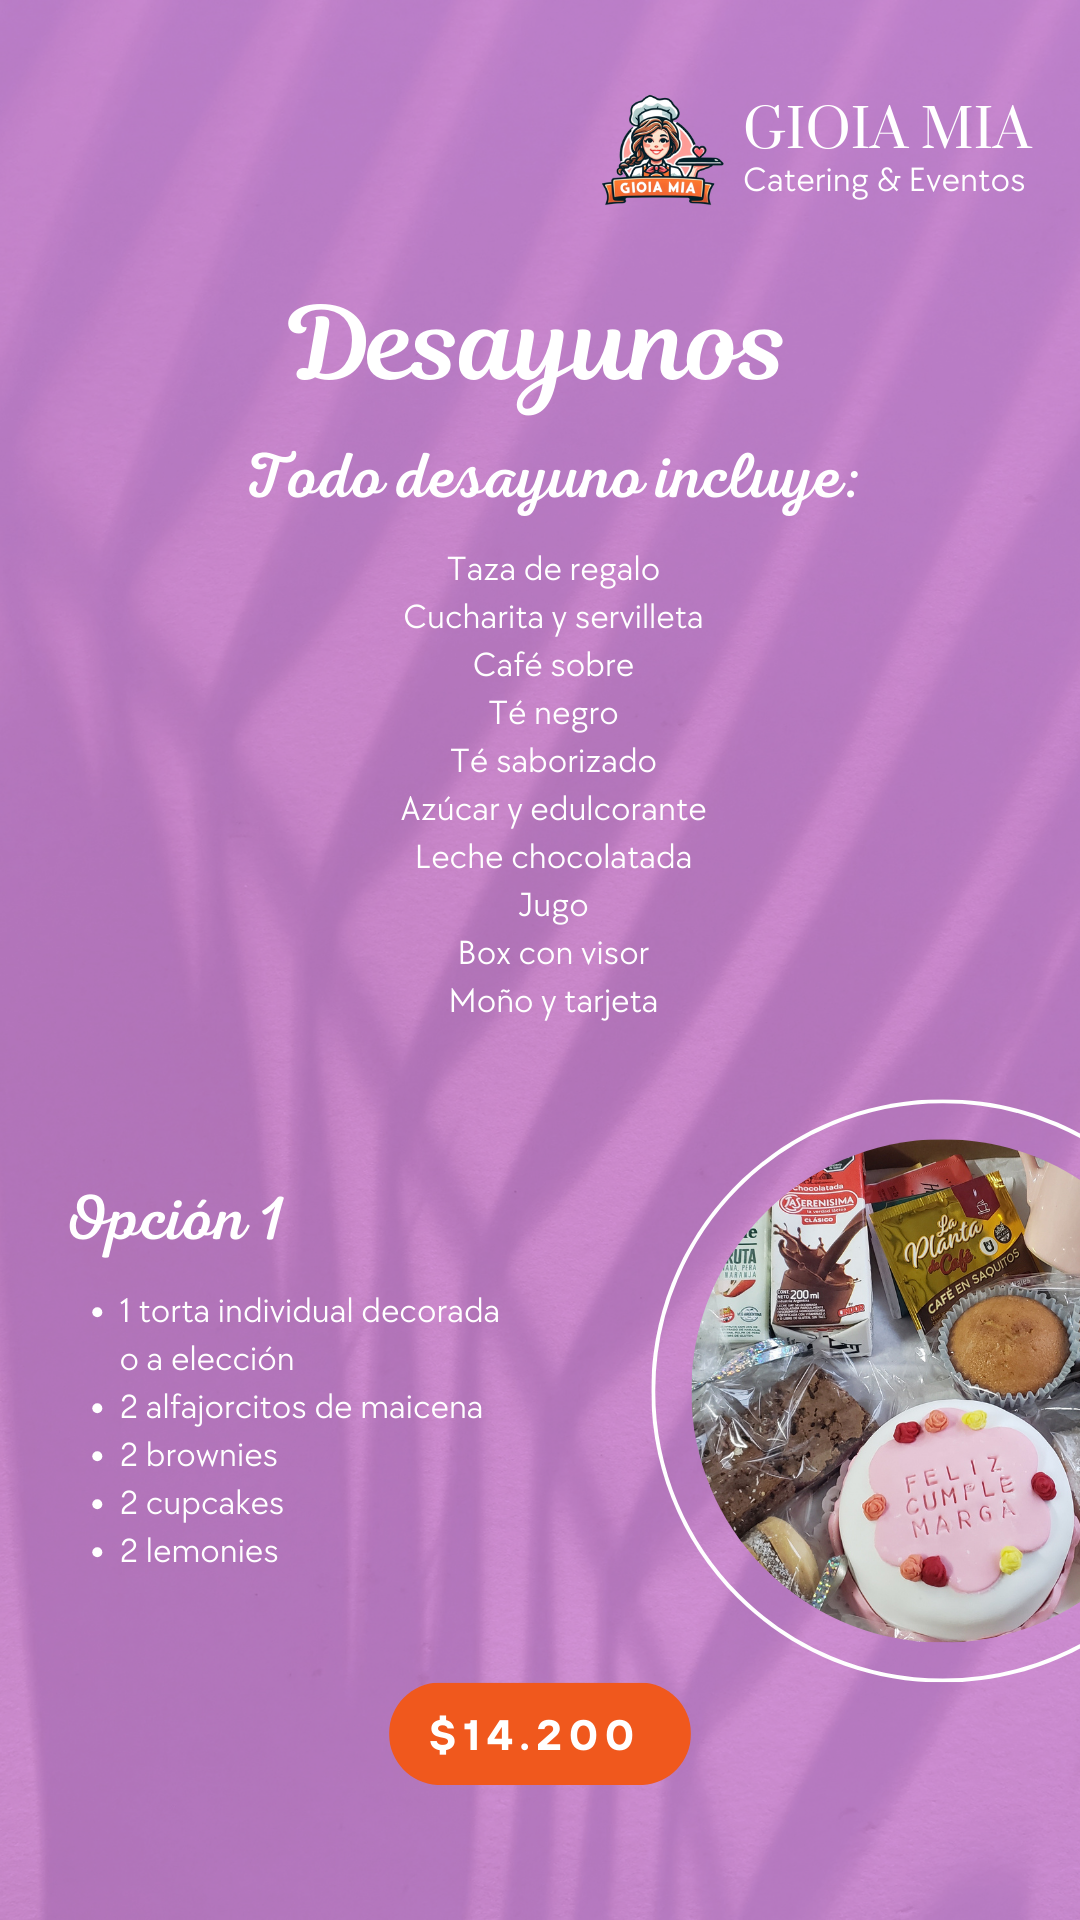 GIOIA MIA
Catering & Eventos
GIOIA MIA
Desayunos
Todo desayuno incluye:
Taza de regalo
Cucharita y servilleta
Café sobre
Té negro
Té saborizado
Azúcar y edulcorante
Leche chocolatada
Jugo
Box con visor
Moño y tarjeta
Opción 1
• 1 torta individual decorada
o a elección
• 2 alfajorcitos de maicena
• 2 brownies
• 2 cupcakes
• 2 lemonies
Chocolatada
LA SERENISIMA
CLÁSICO
200 ml
RUTA
NARANJA
La
Planta
de Café
CAFÉ EN SAQUITOS
FELIZ
CUMPLE
MARGA
$14.200